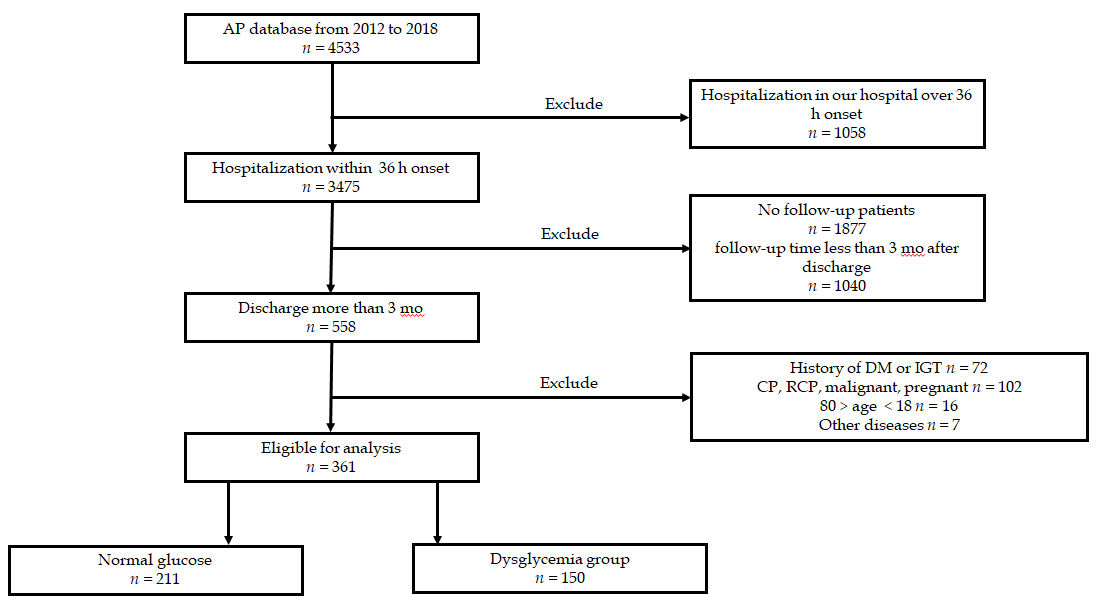 AP database from 2012 to 2018
n = 4533
Exclude
Hospitalization in our hospital over 36
h onset
n = 1058
Hospitalization within 36 h onset
n = 3475
Exclude
No follow-up patients
n = 1877
follow-up time less than 3 mo after
discharge
n = 1040
Discharge more than 3 mo
n = 558
Exclude
History of DM or IGT n = 72
CP, RCP, malignant, pregnant n = 102
80 > age < 18 n = 16
Other diseases n = 7
Eligible for analysis
n = 361
Normal glucose
n = 211
Dysglycemia group
n = 150